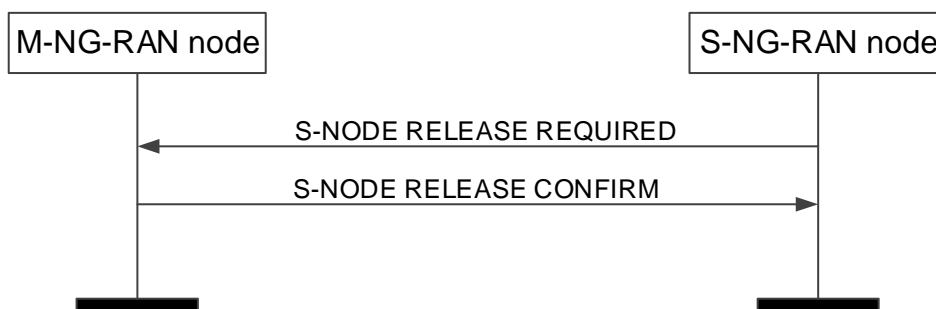 M-NG-RAN node
S-NG-RAN node
S-NODE RELEASE REQUIRED
S-NODE RELEASE CONFIRM